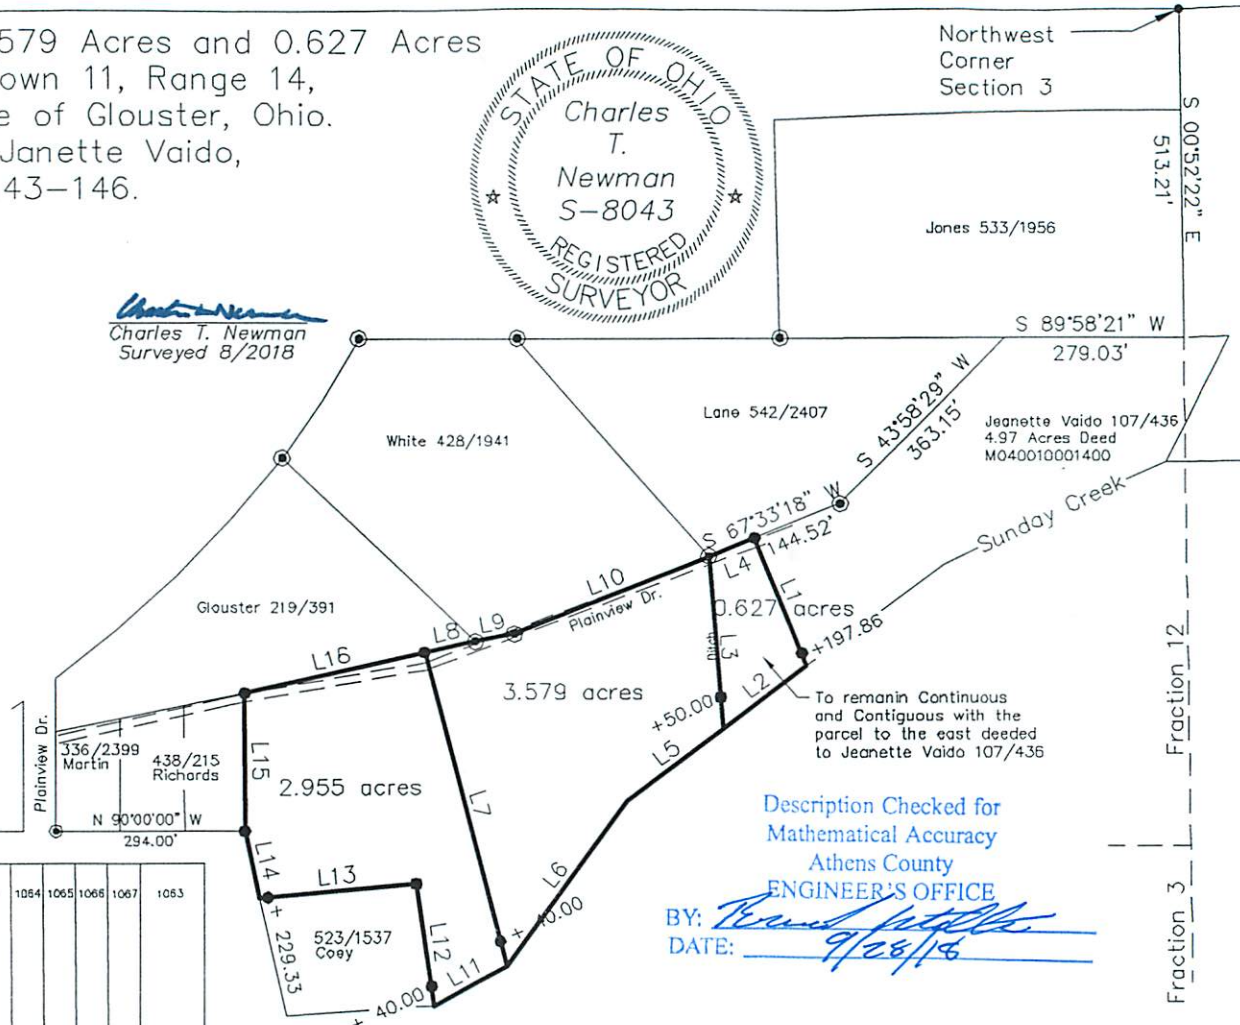 579 Acres and 0.627 Acres
own 11, Range 14,
e of Glouster, Ohio.
Janette Vaido,
43-146.
STATE OF OHIO
Charles
T.
Newman
S-8043
REGISTERED
SURVEYOR
Northwest
Corner
Section 3
S 00°52'22" E
513.21'
Jones 533/1956
Charles T. Newman
Surveyed 8/2018
S 89°58'21" W
279.03'
White 428/1941
Lane 542/2407
S 43°58'29" W
363.15'
Jeanette Vaido 107/436
4.97 Acres Deed
M040010001400
Sunday Creek
S 67°33'18" W
144.52'
L4
L10
Plainview Dr.
L1
0.627 acres
Glouster 219/391
L8
L9
L16
Ditch
L3
+197.86
L2
3.579 acres
+50.00
To remanin Continuous
and Contiguous with the
parcel to the east deeded
to Jeanette Vaido 107/436
Fraction 12
Plainview Dr.
336/2399
Martin
438/215
Richards
L15
2.955 acres
L7
L5
N 90°00'00" W
294.00'
L14
L13
L6
Description Checked for
Mathematical Accuracy
Athens County
ENGINEER'S OFFICE
BY:
DATE: 9/28/18
1064 1065 1066 1067 1063
+ 229.33
523/1537
Coey
L12
L11
+ 40.00
+ 40.00
Fraction 3